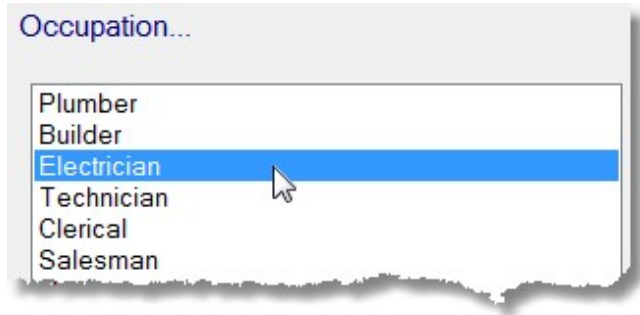 Occupation...
Plumber
Builder
Electrician
Technician
Clerical
Salesman